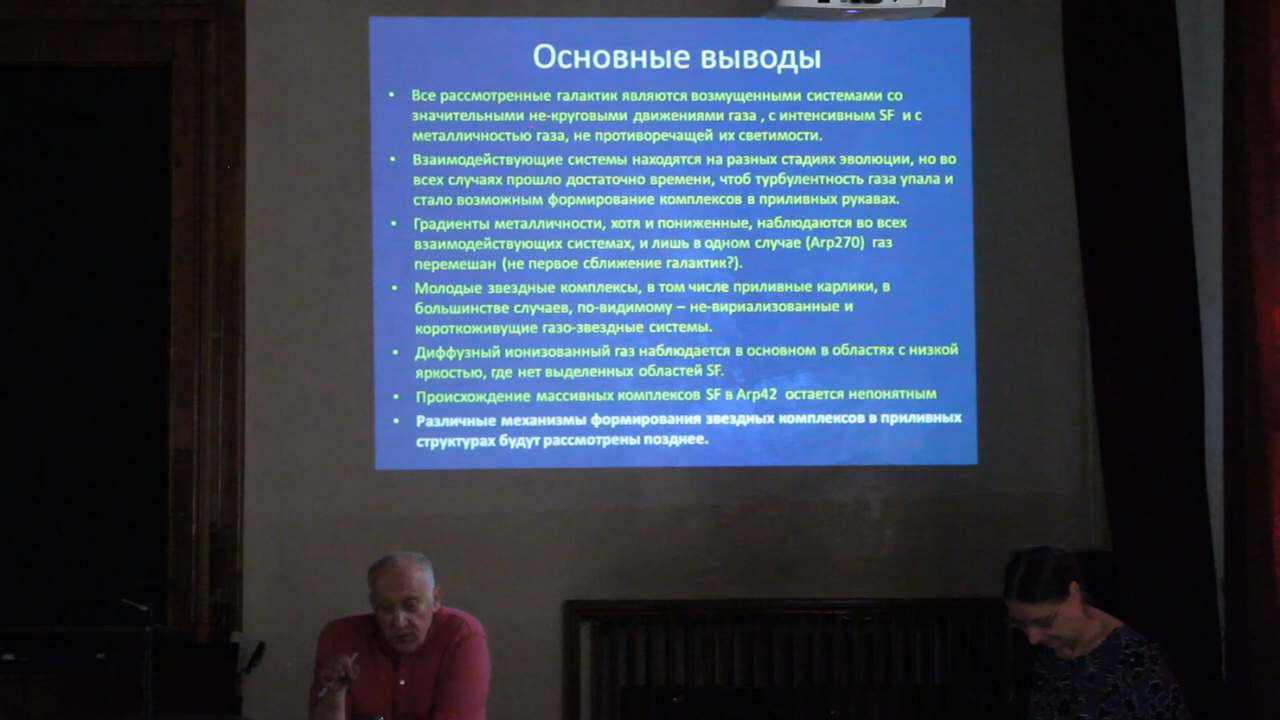 Основные выводы
• Все рассмотренные галактик являются возмущенными системами со
значительными не-круговыми движениями газа , с интенсивным SF и с
металличностью газа, не противоречащей их светимости.
• Взаимодействующие системы находятся на разных стадиях эволюции, но во
всех случаях прошло достаточно времени, чтоб турбулентность газа упала и
стало возможным формирование комплексов в приливных рукавах.
• Градиенты металличности, хотя и пониженные, наблюдаются во всех
взаимодействующих системах, и лишь в одном случае (Arp270) газ
перемешан (не первое сближение галактик?).
• Молодые звездные комплексы, в том числе приливные карлики, в
большинстве случаев, по-видимому – не-вириализованные и
короткоживущие газо-звездные системы.
• Диффузный ионизованный газ наблюдается в основном в областях с низкой
яркостью, где нет выделенных областей SF.
• Происхождение массивных комплексов SF в Arp42 остается непонятным
• Различные механизмы формирования звездных комплексов в приливных
структурах будут рассмотрены позднее.